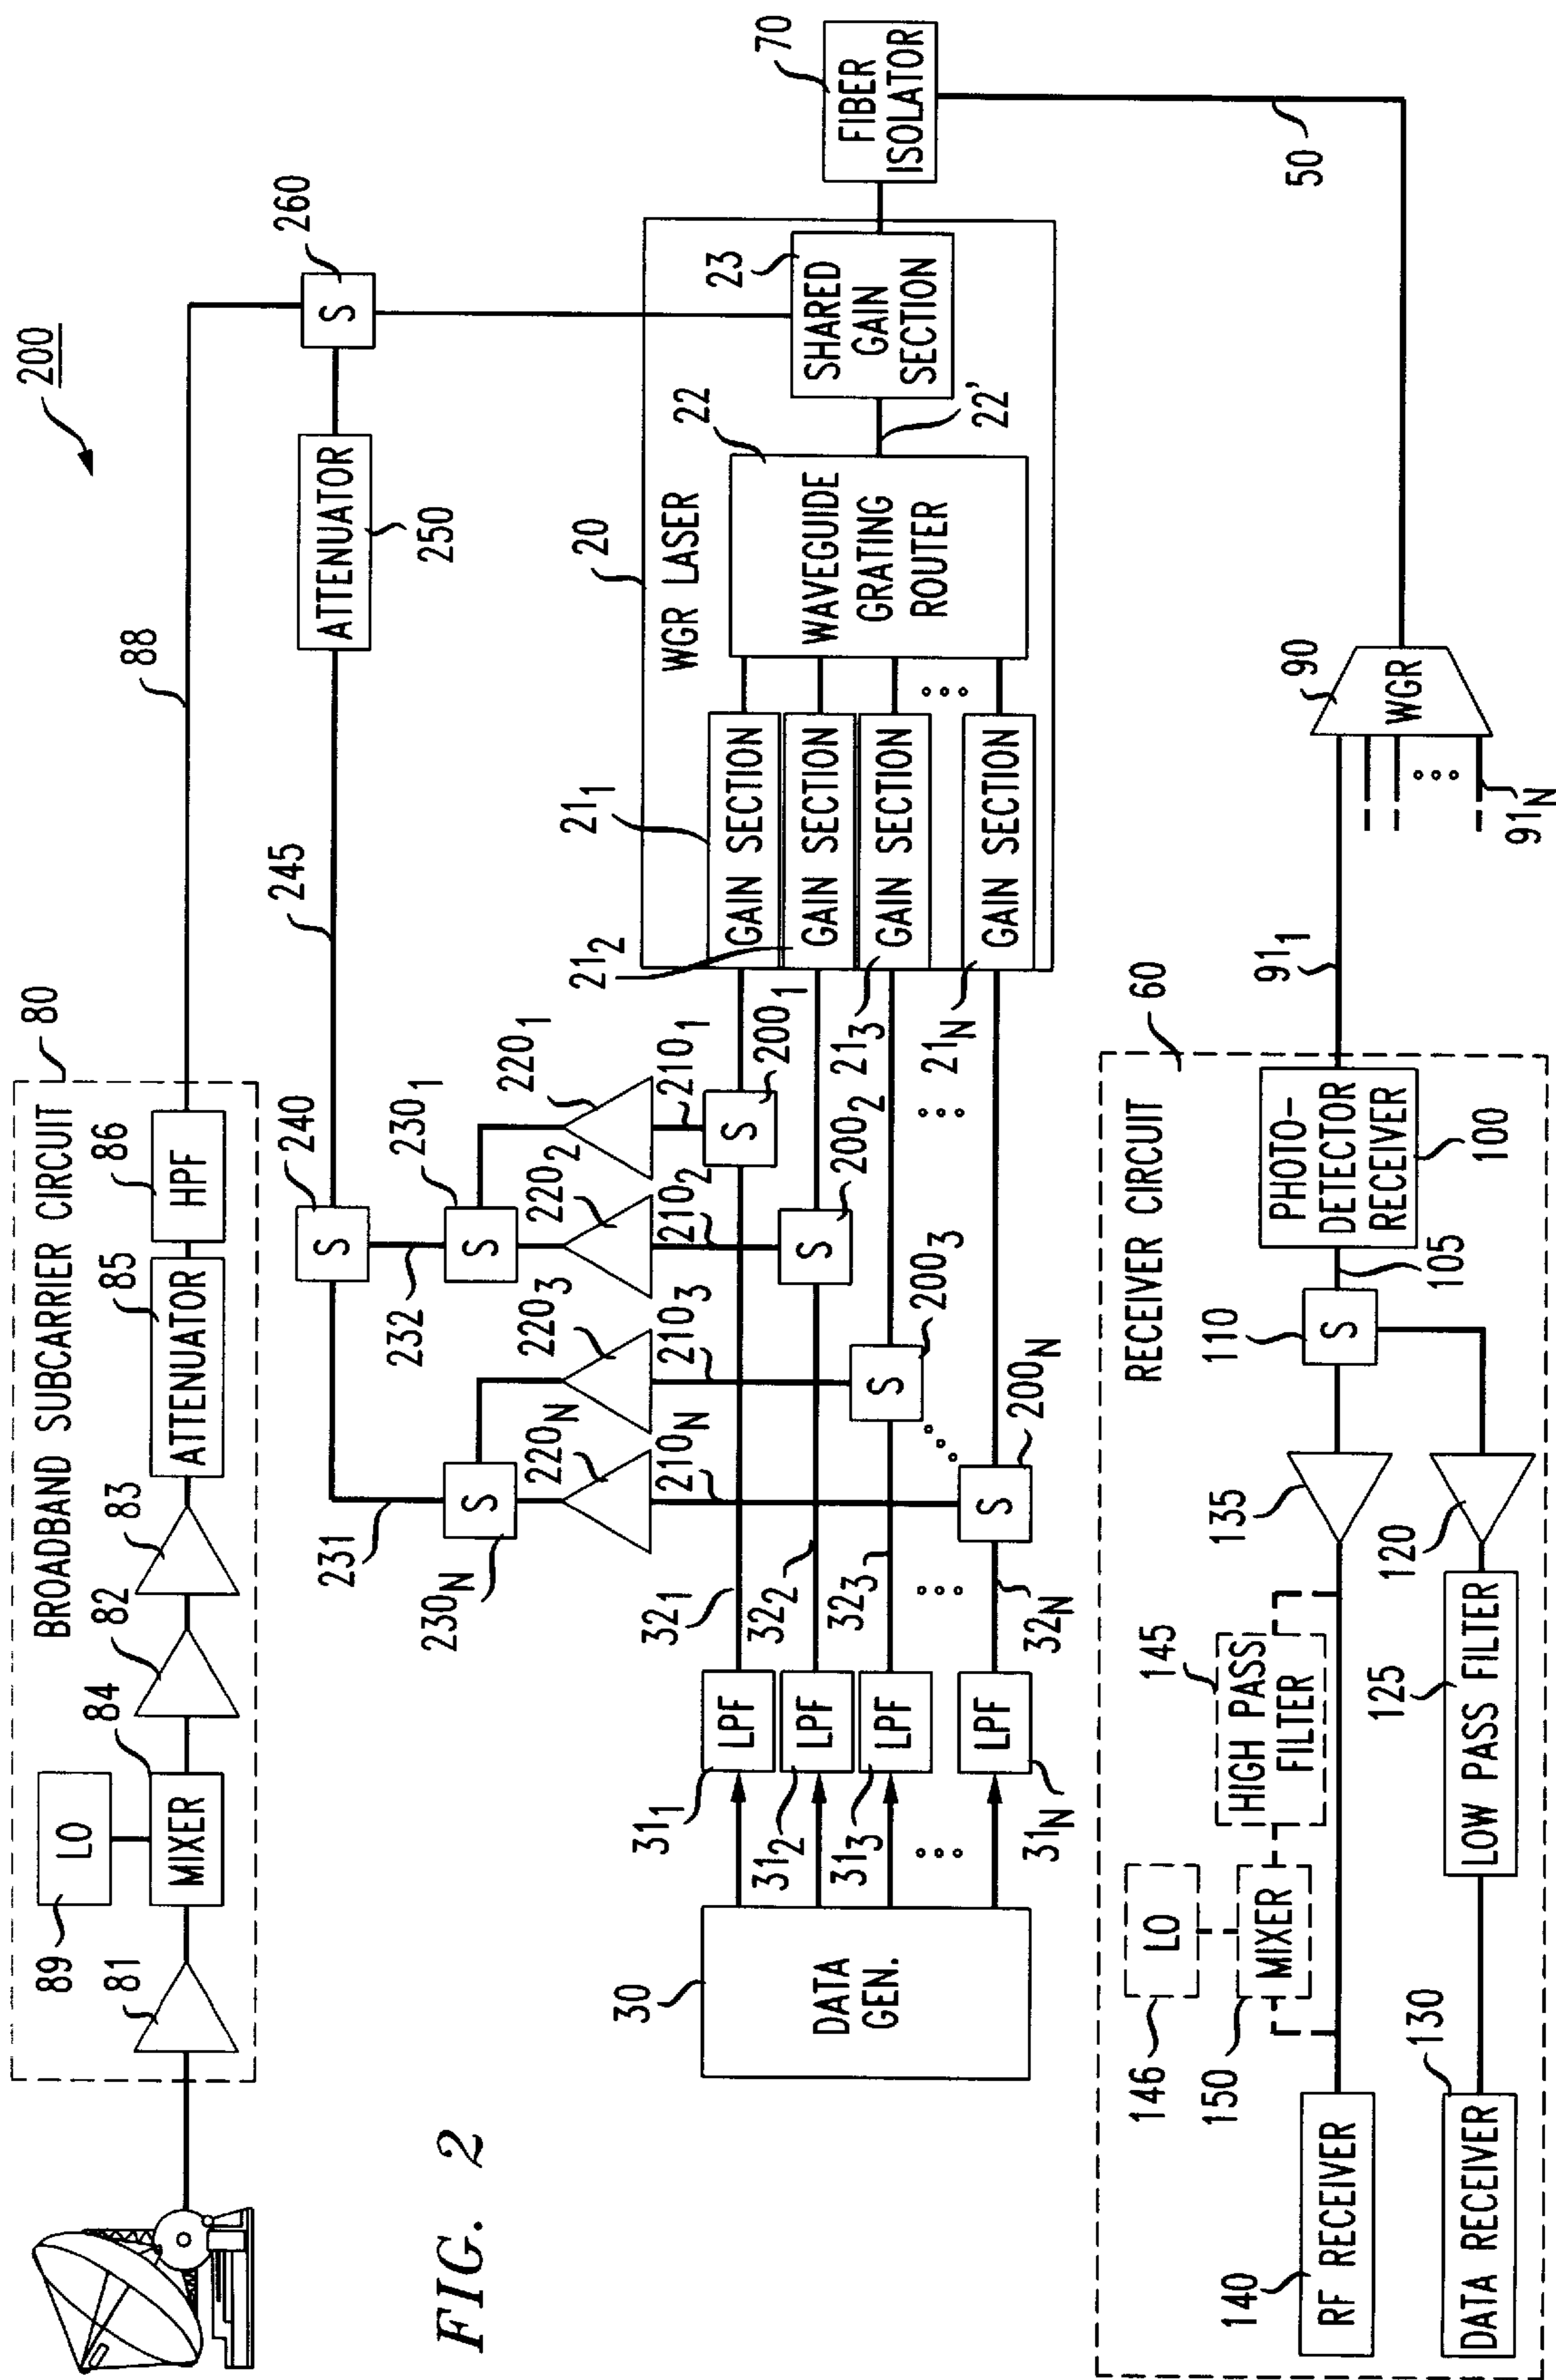 FIG. 2
200
BROADBAND SUBCARRIER CIRCUIT
80
89
LO
81
MIXER
84
82
83
ATTENUATOR
85
HPF
86
88
S
260
245
ATTENUATOR
250
240
S
231
232
230N
S
230₁
S
220N
220₃
220₂
220₁
210N
210₃
210₂
210₁
S
200₁
S
200₂
S
200₃
S
200N
30
DATA
GEN.
31₁
LPF
32₁
31₂
LPF
32₂
31₃
LPF
32₃
31N
LPF
32N
20
WGR LASER
21₁
GAIN SECTION
21₂
GAIN SECTION
21₃
GAIN SECTION
21N
GAIN SECTION
22
WAVEGUIDE
GRATING
ROUTER
22'
23
SHARED
GAIN
SECTION
70
FIBER
ISOLATOR
50
90
WGR
91₁
91N
RECEIVER CIRCUIT
60
PHOTO-
DETECTOR
RECEIVER
100
105
110
S
135
120
145
HIGH PASS
FILTER
LO
146
MIXER
150
140
RF RECEIVER
125
LOW PASS FILTER
130
DATA RECEIVER